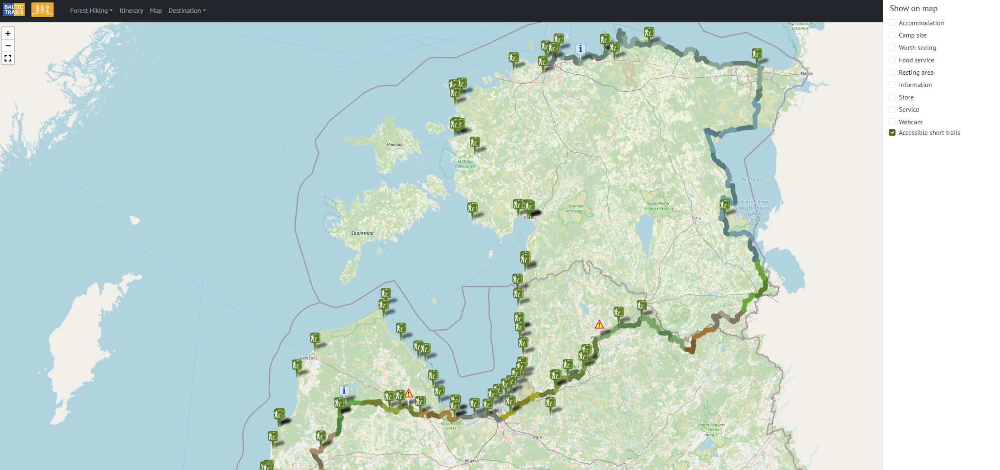 BALTIC
TRAILS
Forest Hiking
Itinerary
Map
Destination
Show on map
Accommodation
Camp site
Worth seeing
Food service
Resting area
Information
Store
Service
Webcam
Accessible short trails
+
−
Кургальский
заказник
Narva
Hiiumaa
Matsalu
rahvuspark
Peipsi järv
Peipsi-Pihkva
järv / Псковско-
Чудское
озеро
Soomaa
rahvuspark
Alam-Pedja
looduskaitseala
Tartu
Pärnu
Saaremaa
Ventspils
nacionālais
parks
dabas liegums
"Lubāna
mitrājs"
Ogre
Jelgava